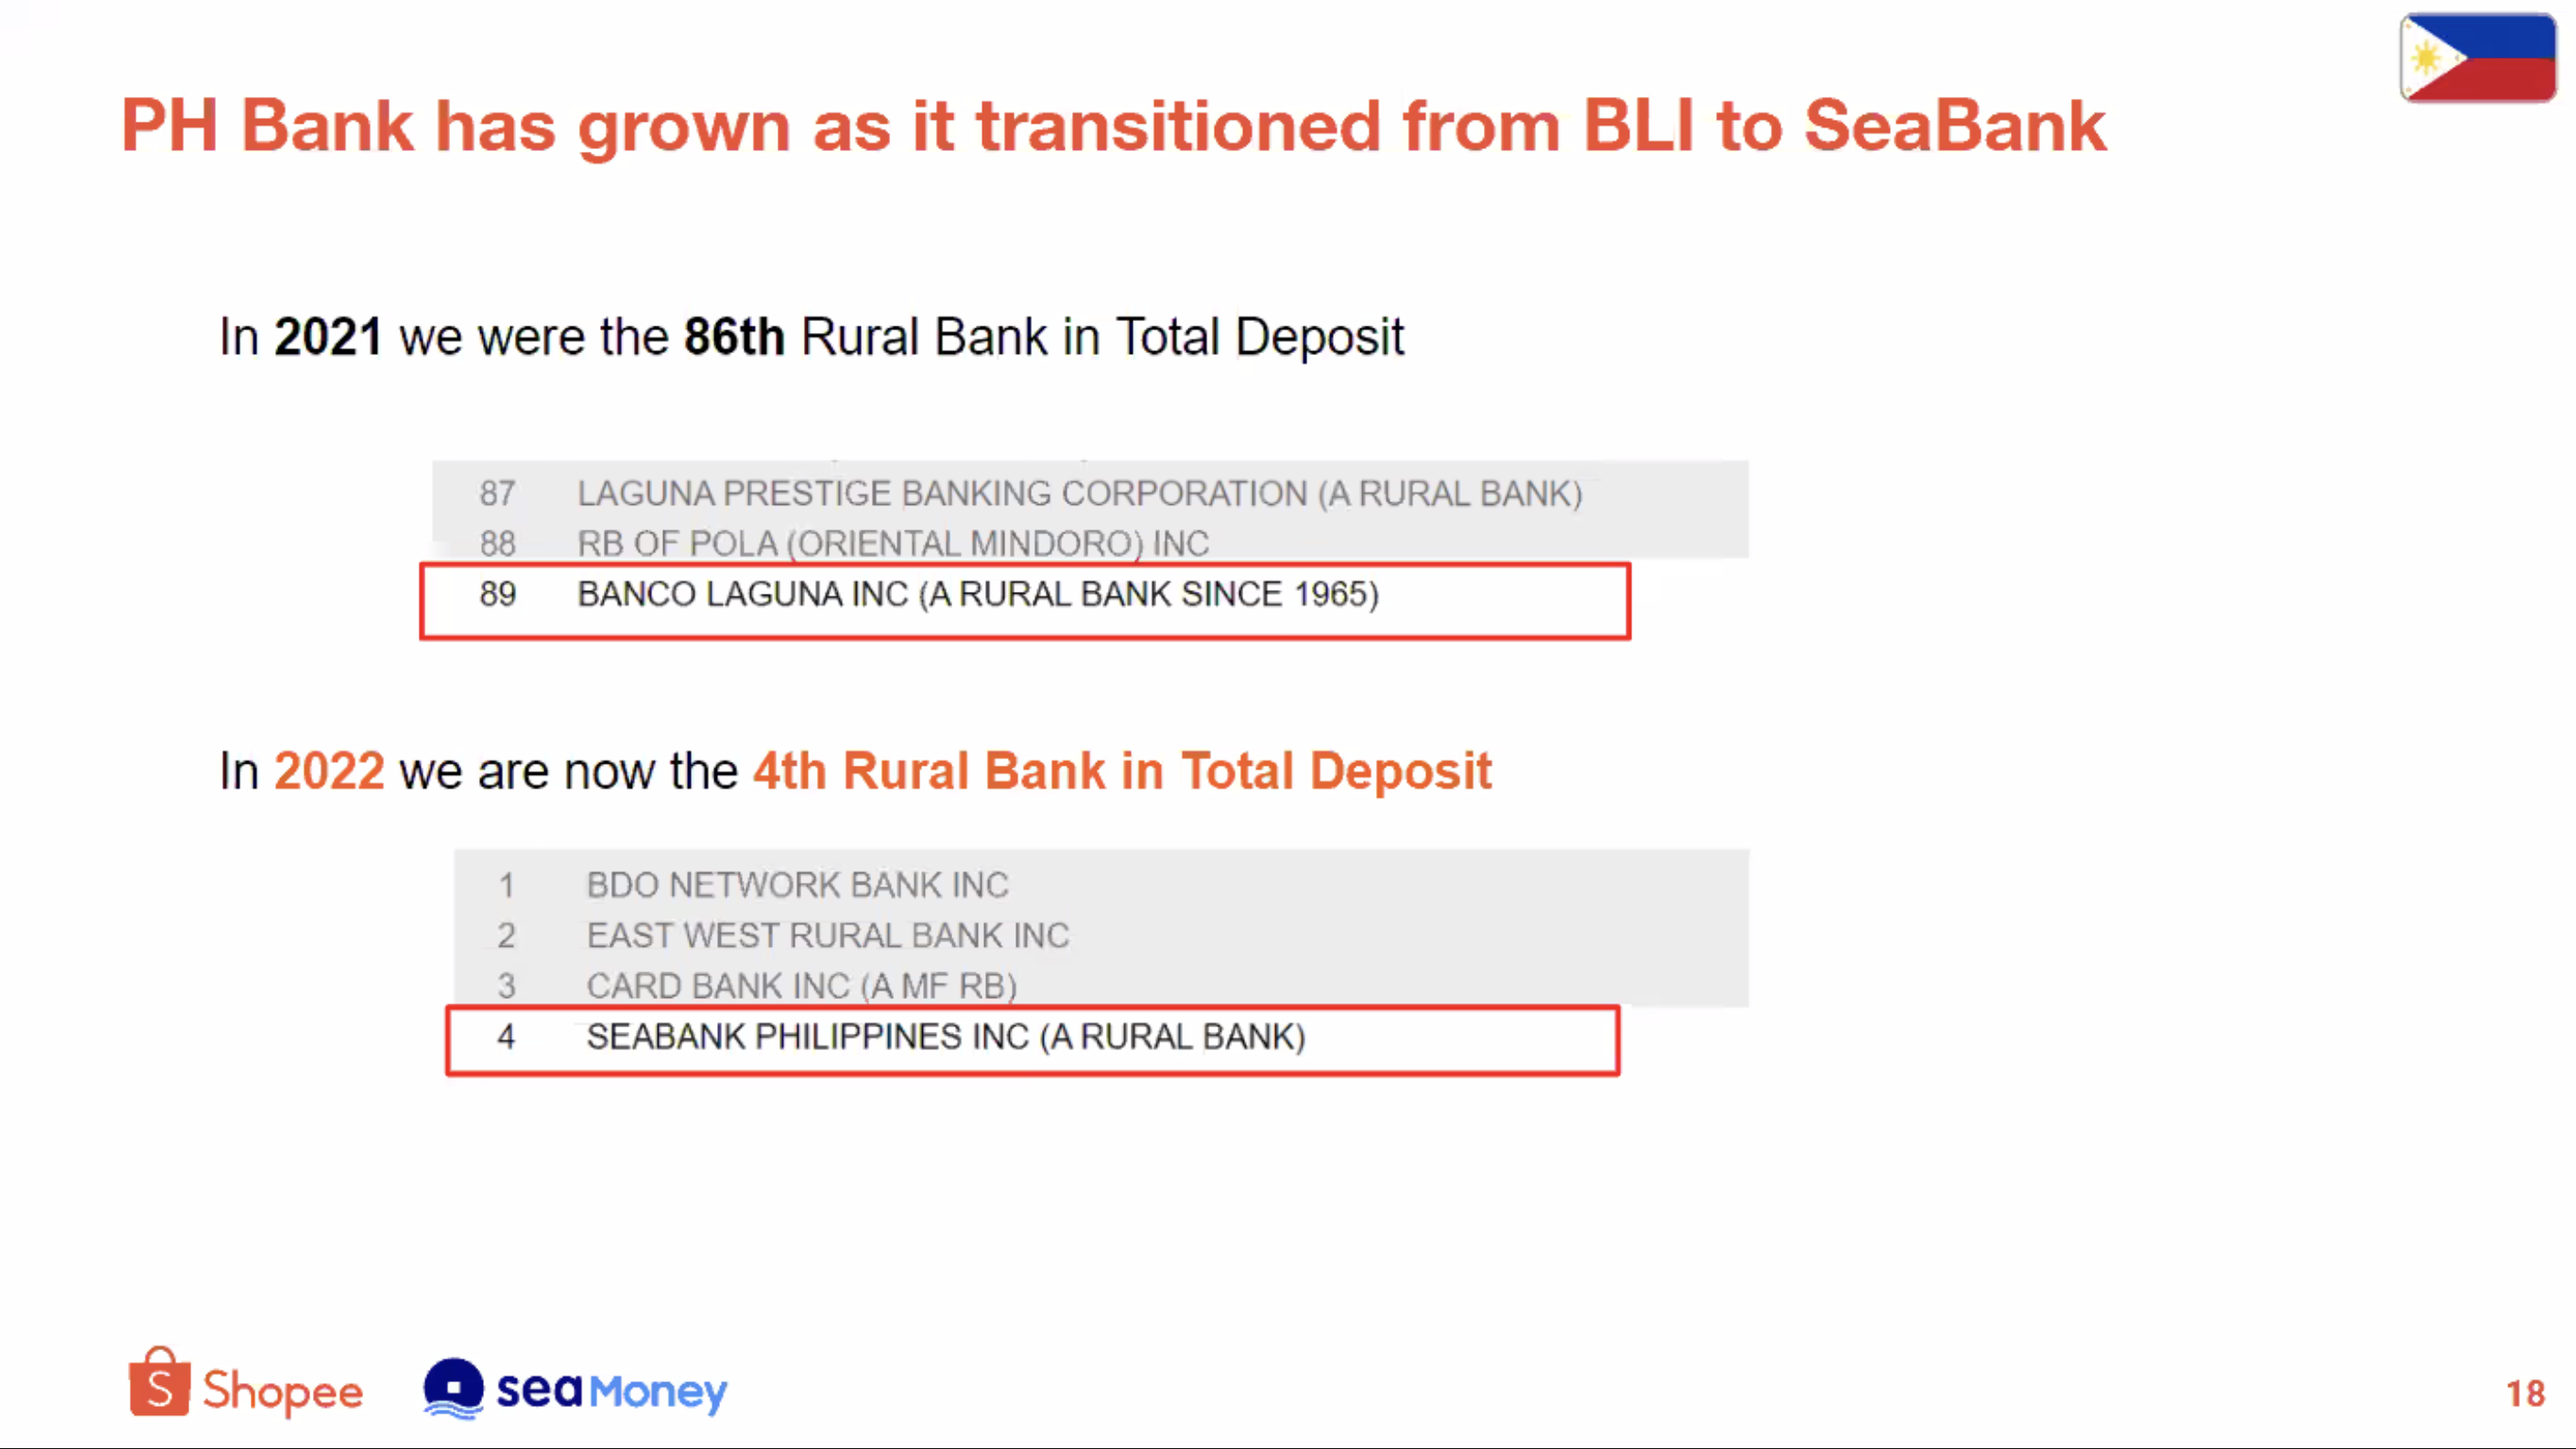 PH Bank has grown as it transitioned from BLI to SeaBank
In 2021 we were the 86th Rural Bank in Total Deposit
87 LAGUNA PRESTIGE BANKING CORPORATION (A RURAL BANK)
88 RB OF POLA (ORIENTAL MINDORO) INC
89 BANCO LAGUNA INC (A RURAL BANK SINCE 1965)
In 2022 we are now the 4th Rural Bank in Total Deposit
1 BDO NETWORK BANK INC
2 EAST WEST RURAL BANK INC
3 CARD BANK INC (A MF RB)
4 SEABANK PHILIPPINES INC (A RURAL BANK)
S Shopee sea Money 18